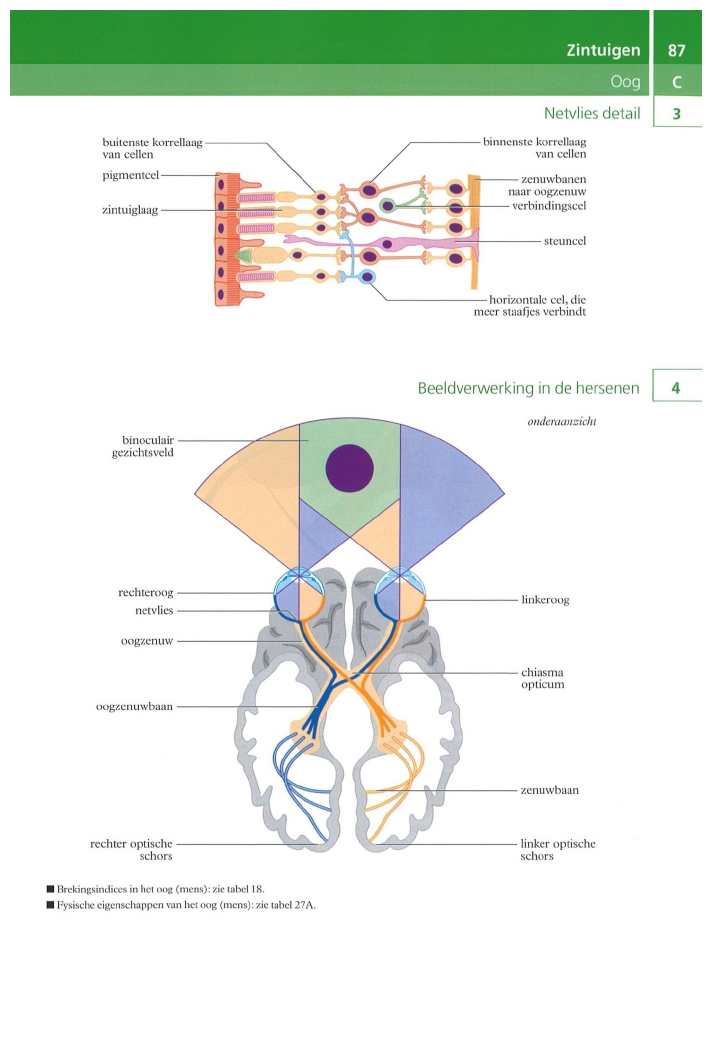 Zintuigen 87
Oog C
Netvlies detail 3
buitenste korrellaag
van cellen
pigmentcel
zintuiglaag
binnenste korrellaag
van cellen
zenuwbanen
naar oogzenuw
verbindingscel
steuncel
horizontale cel, die
meer staafjes verbindt
Beeldverwerking in de hersenen 4
onderaanzicht
binoculair
gezichtsveld
rechteroog
netvlies
oogzenuw
oogzenuwbaan
rechter optische
schors
linkeroog
chiasma
opticum
zenuwbaan
linker optische
schors
■ Brekingsindices in het oog (mens): zie tabel 18.
■ Fysische eigenschappen van het oog (mens): zie tabel 27A.